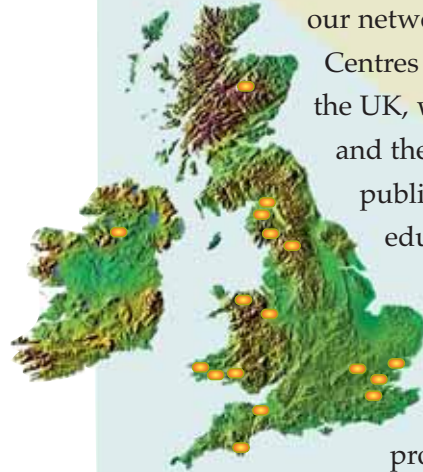 our netwo
Centres
the UK, w
and the
publi
edu
pro